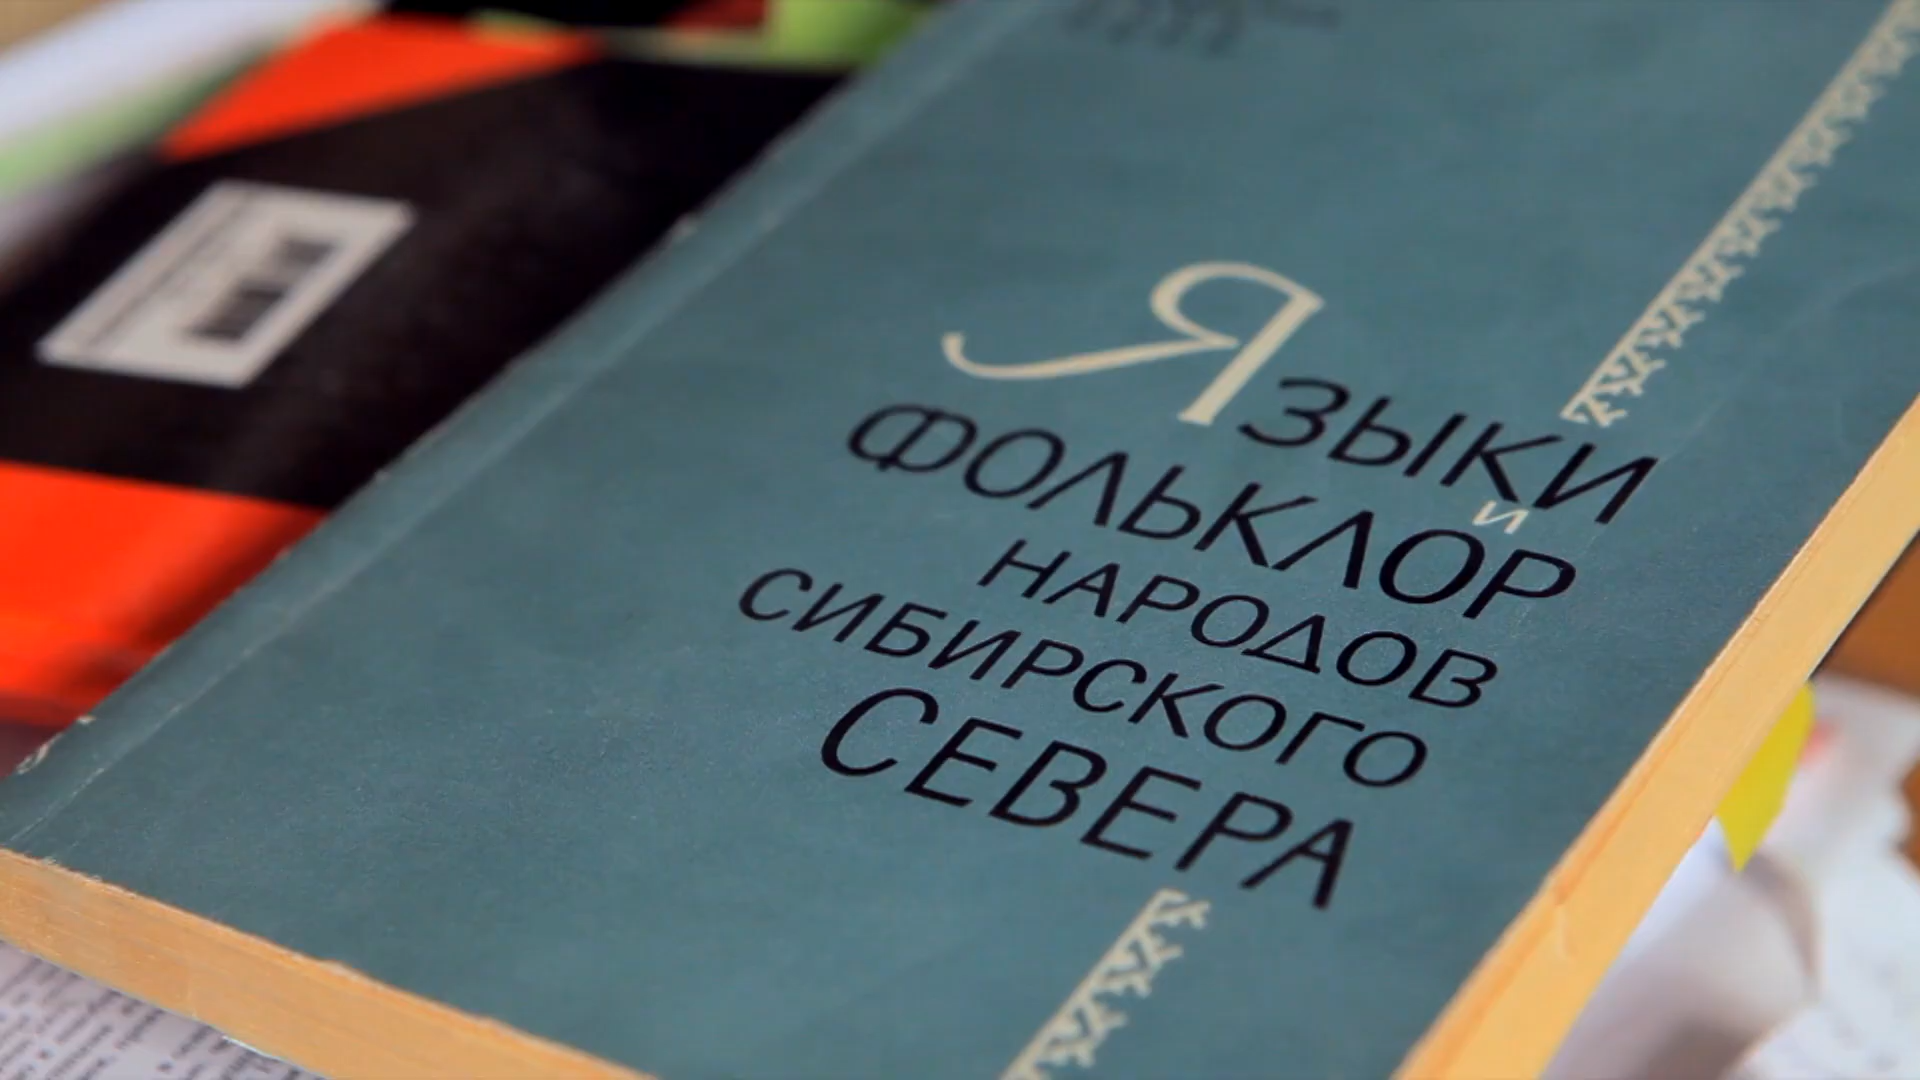 Языки
и
ФОЛЬКЛОР
НАРОДОВ
СИБИРСКОГО
СЕВЕРА